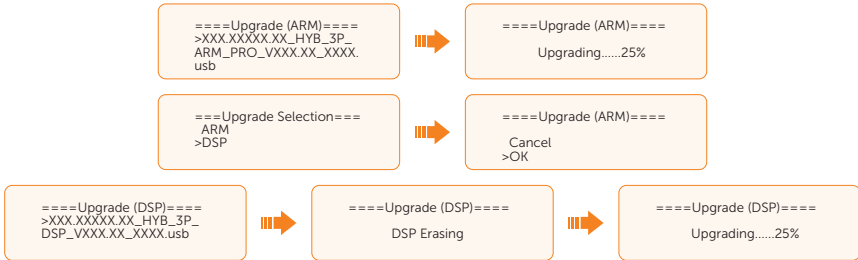 ====Upgrade (ARM)====
>XXX.XXXXX.XX_HYB_3P_
ARM_PRO_VXXX.XX_XXXX.
usb
====Upgrade (ARM)====
Upgrading......25%
===Upgrade Selection===
ARM
>DSP
====Upgrade (ARM)====
Cancel
>OK
====Upgrade (DSP)====
>XXX.XXXXX.XX_HYB_3P_
DSP_VXXX.XX_XXXX.usb
====Upgrade (DSP)====
DSP Erasing
====Upgrade (DSP)====
Upgrading......25%